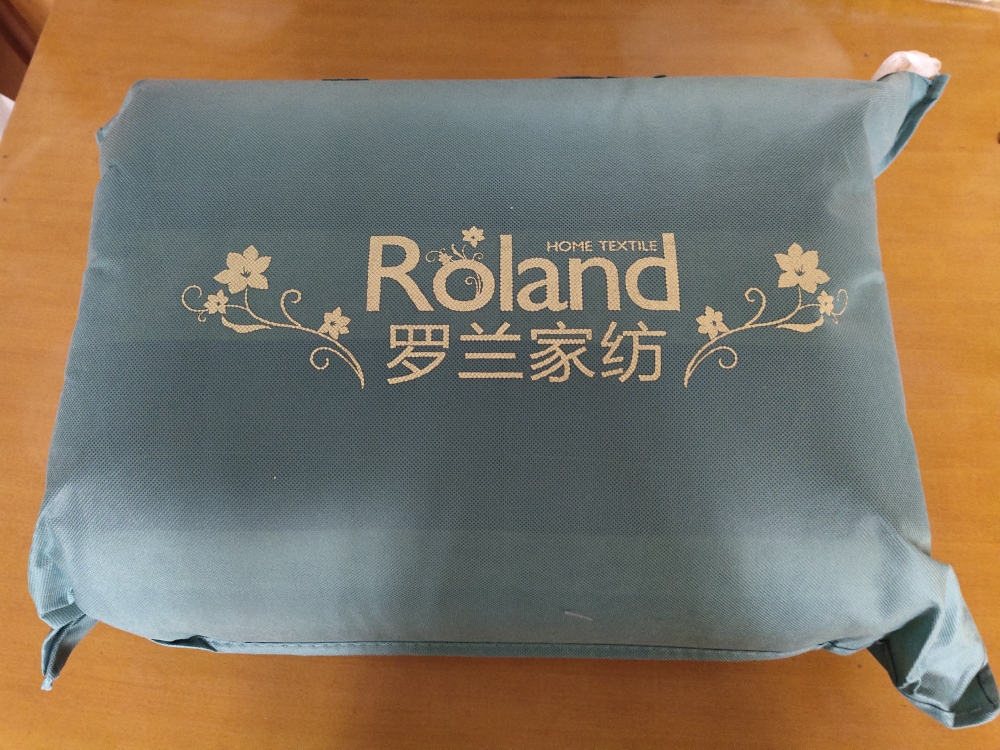 HOME TEXTILE
Roland
罗兰家纺